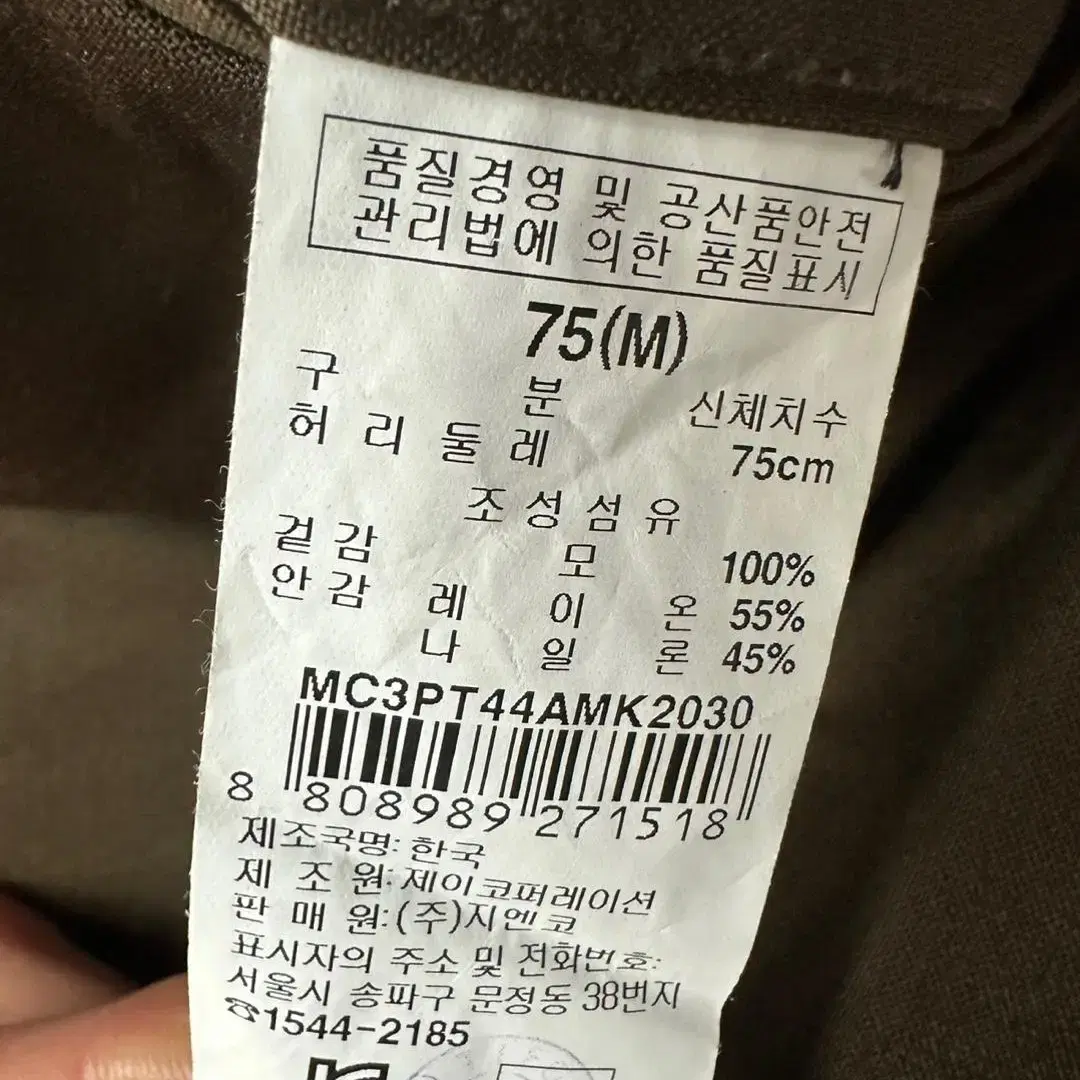 품질경영 및 공산품안전
관리법에 의한 품질표시
75(M)
구 분 신체치수
허 리 둘 레 75cm
조 성 섬 유
겉 감 모 100%
안 감 레 이 온 55%
나 일 론 45%
MC3PT44AMK2030
8 808989 271518
제조국명: 한국
제 조 원: 제이코퍼레이션
판 매 원: (주)지엔코
표시자의 주소 및 전화번호:
서울시 송파구 문정동 38번지
☎1544-2185